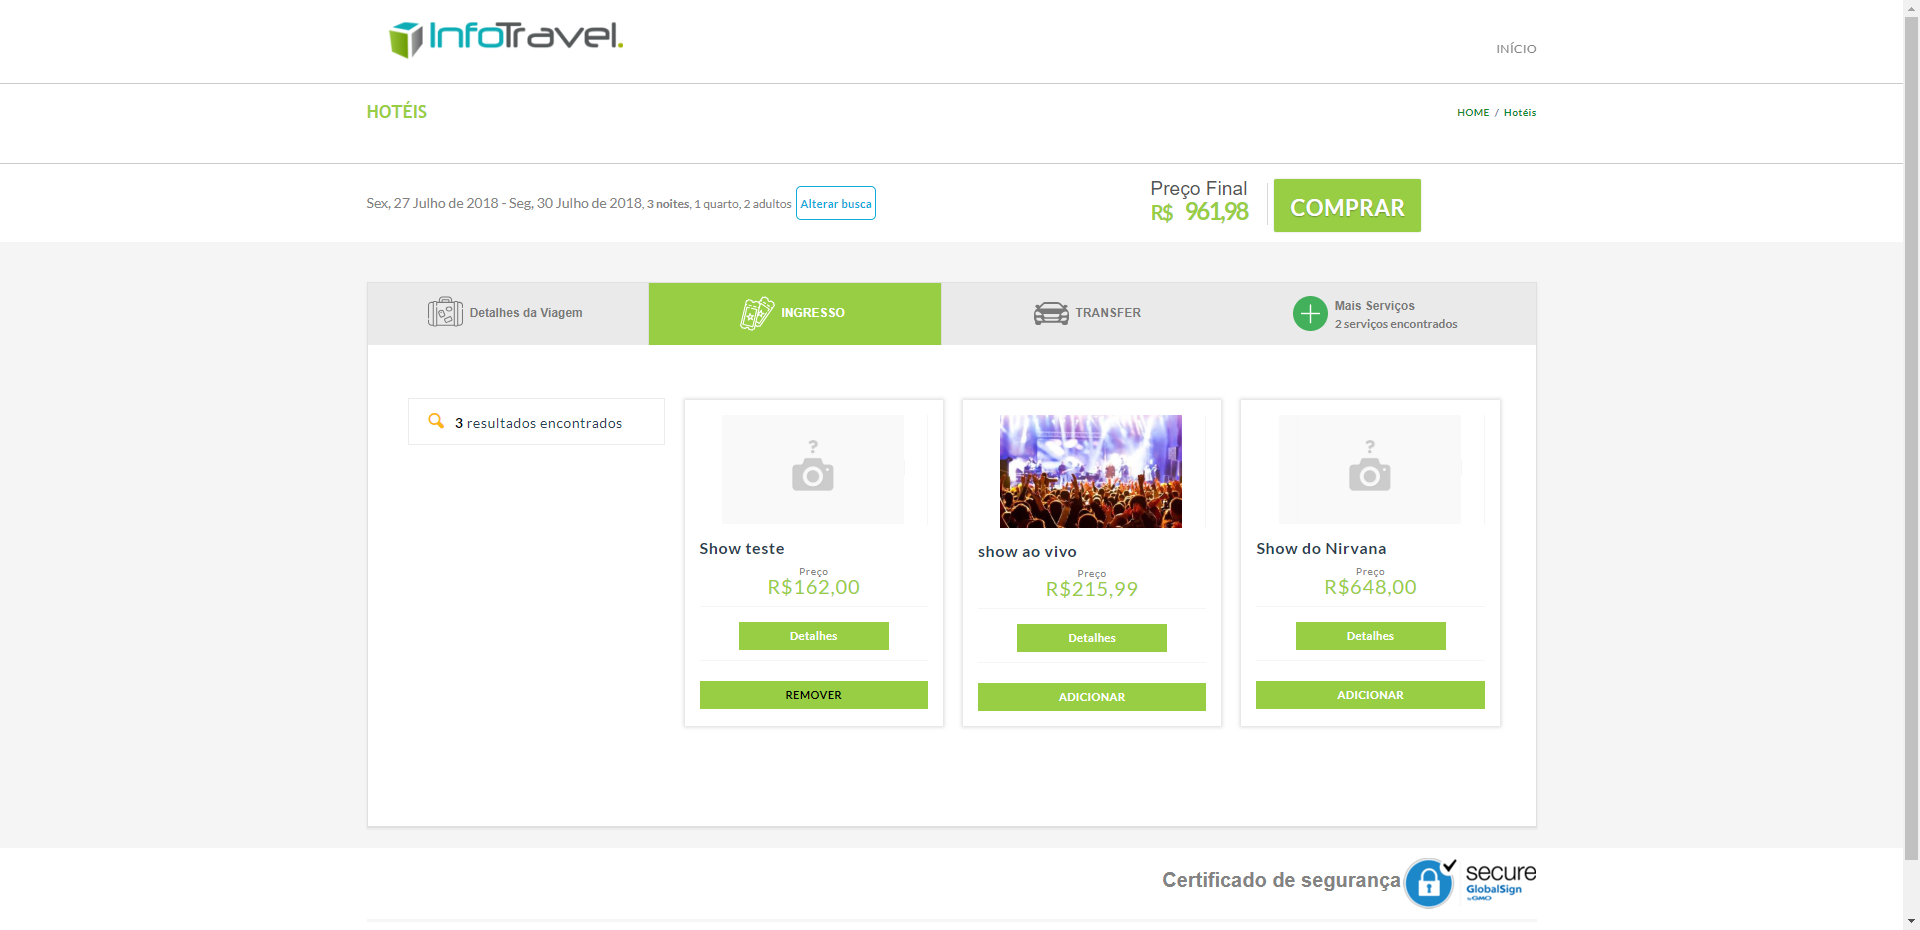 InfoTravel.
INÍCIO
HOTÉIS
HOME / Hotéis
Sex, 27 Julho de 2018 - Seg, 30 Julho de 2018, 3 noites, 1 quarto, 2 adultos Alterar busca
Preço Final
R$ 961,98
COMPRAR
Detalhes da Viagem
INGRESSO
TRANSFER
Mais Serviços
2 serviços encontrados
3 resultados encontrados
Show teste
Preço
R$162,00
Detalhes
REMOVER
show ao vivo
Preço
R$215,99
Detalhes
ADICIONAR
Show do Nirvana
Preço
R$648,00
Detalhes
ADICIONAR
Certificado de segurança
secure
GlobalSign
by GMO